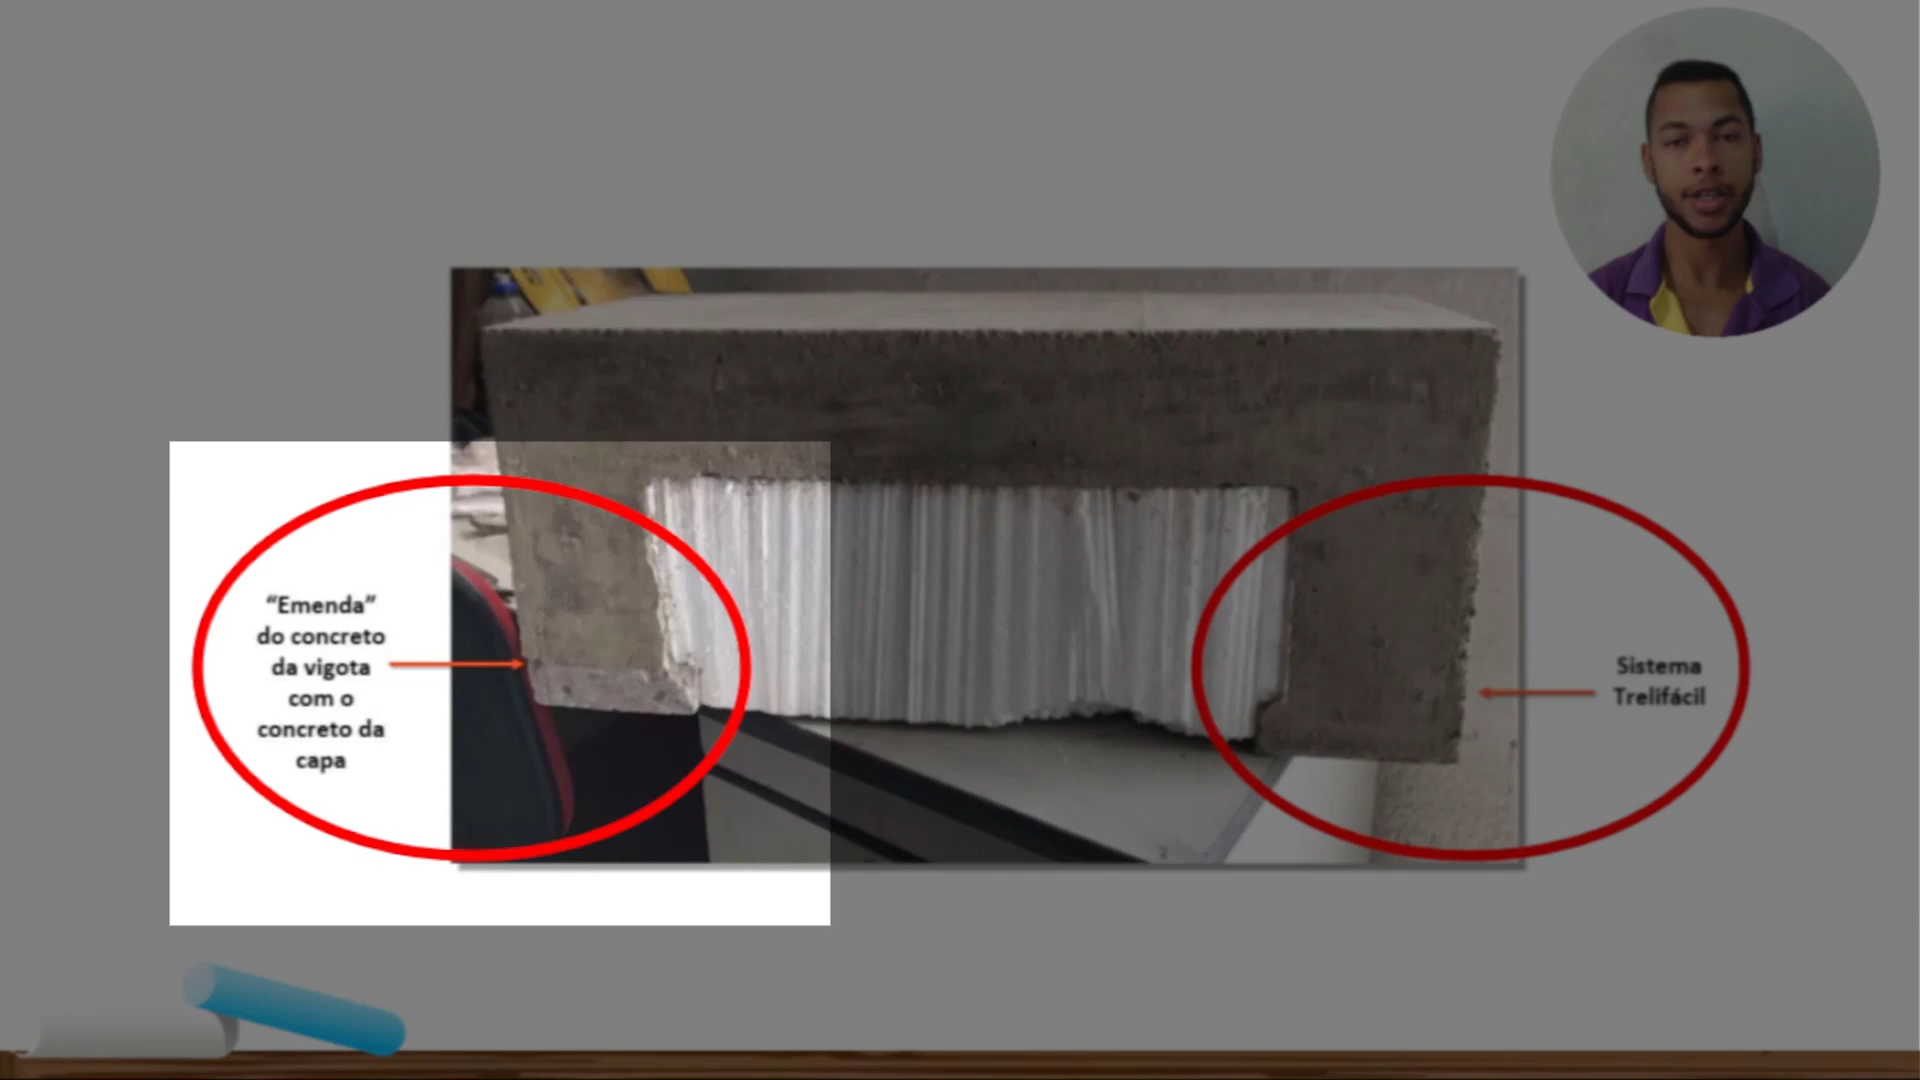 “Emenda”
do concreto
da vigota
com o
concreto da
capa
Sistema
Trelifácil